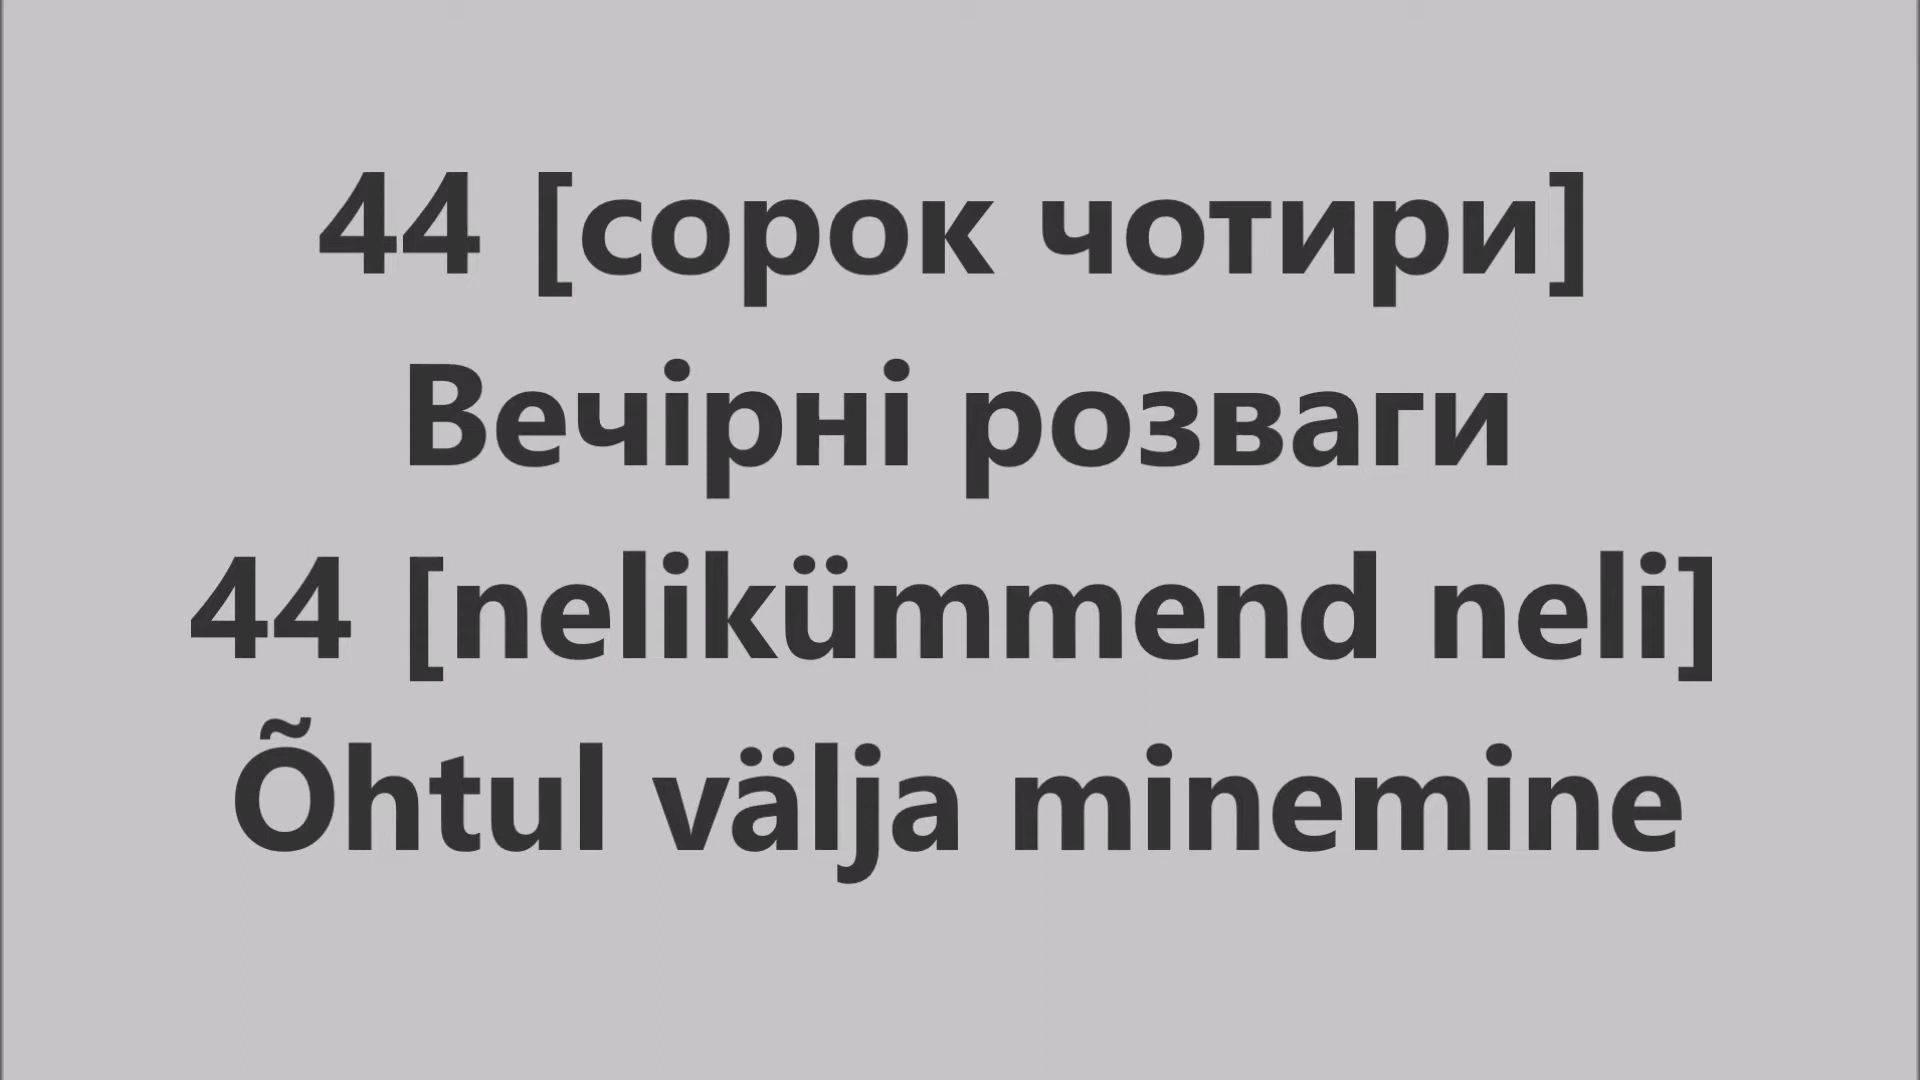 44 [сорок чотири]
Вечірні розваги
44 [nelikümmend neli]
Õhtul välja minemine